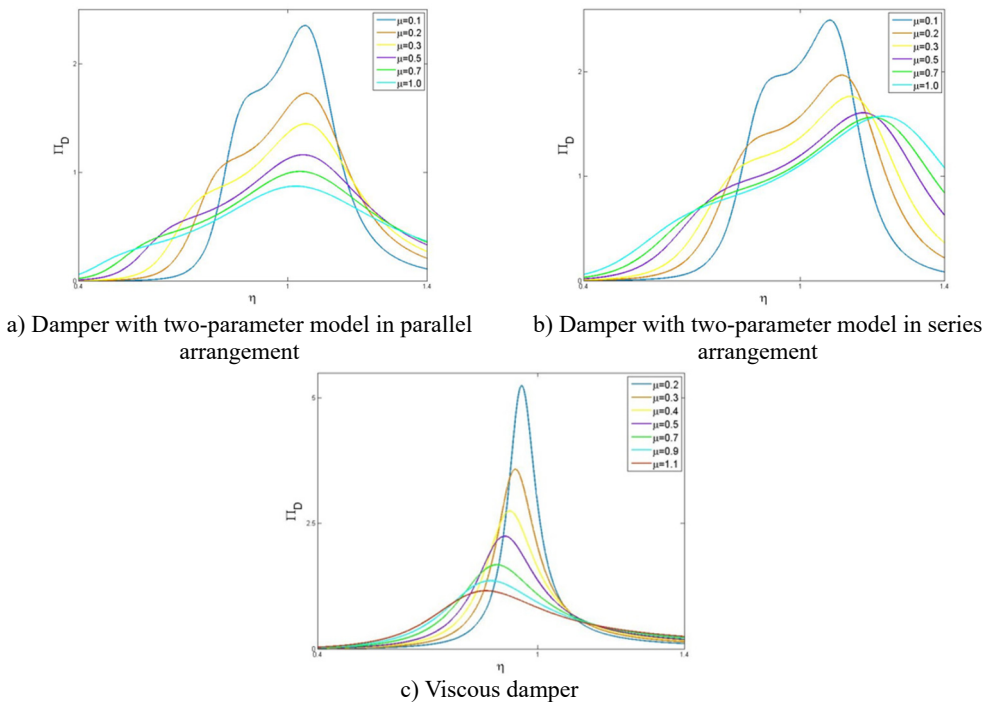 2
1
0
0.4
1
1.4
η
Π_D
μ=0.1
μ=0.2
μ=0.3
μ=0.5
μ=0.7
μ=1.0
2
1
0
0.4
1
1.4
η
Π_D
μ=0.1
μ=0.2
μ=0.3
μ=0.5
μ=0.7
μ=1.0
a) Damper with two-parameter model in parallel
arrangement
b) Damper with two-parameter model in series
arrangement
5
2.5
0
0.4
1
1.4
η
Π_D
μ=0.2
μ=0.3
μ=0.4
μ=0.5
μ=0.7
μ=0.9
μ=1.1
c) Viscous damper